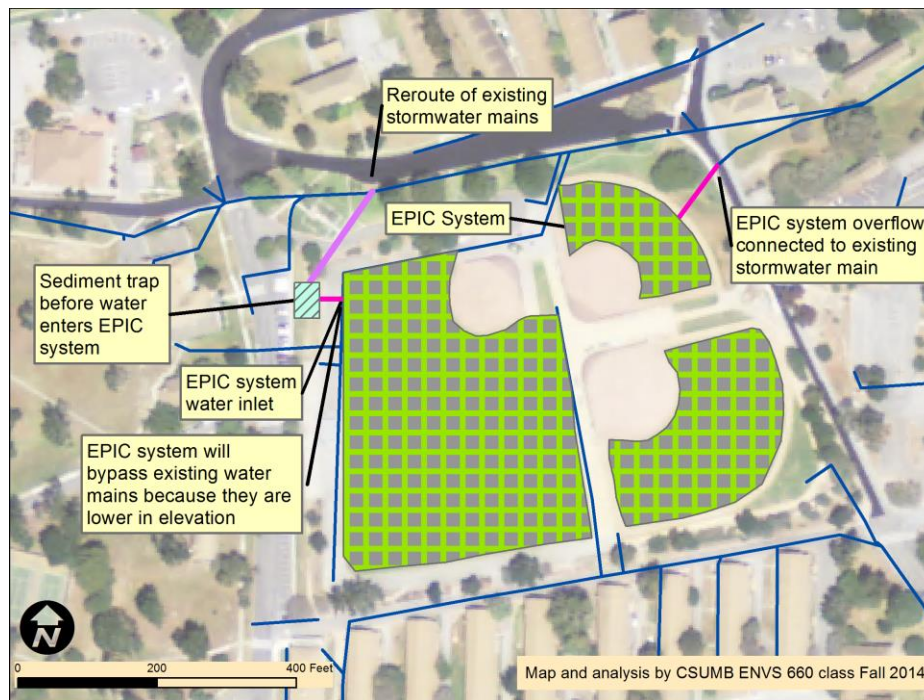 Reroute of existing
stormwater mains
EPIC System
EPIC system overflow
connected to existing
stormwater main
Sediment trap
before water
enters EPIC
system
EPIC system
water inlet
EPIC system will
bypass existing water
mains because they are
lower in elevation
N
0 200 400 Feet
Map and analysis by CSUMB ENVS 660 class Fall 2014